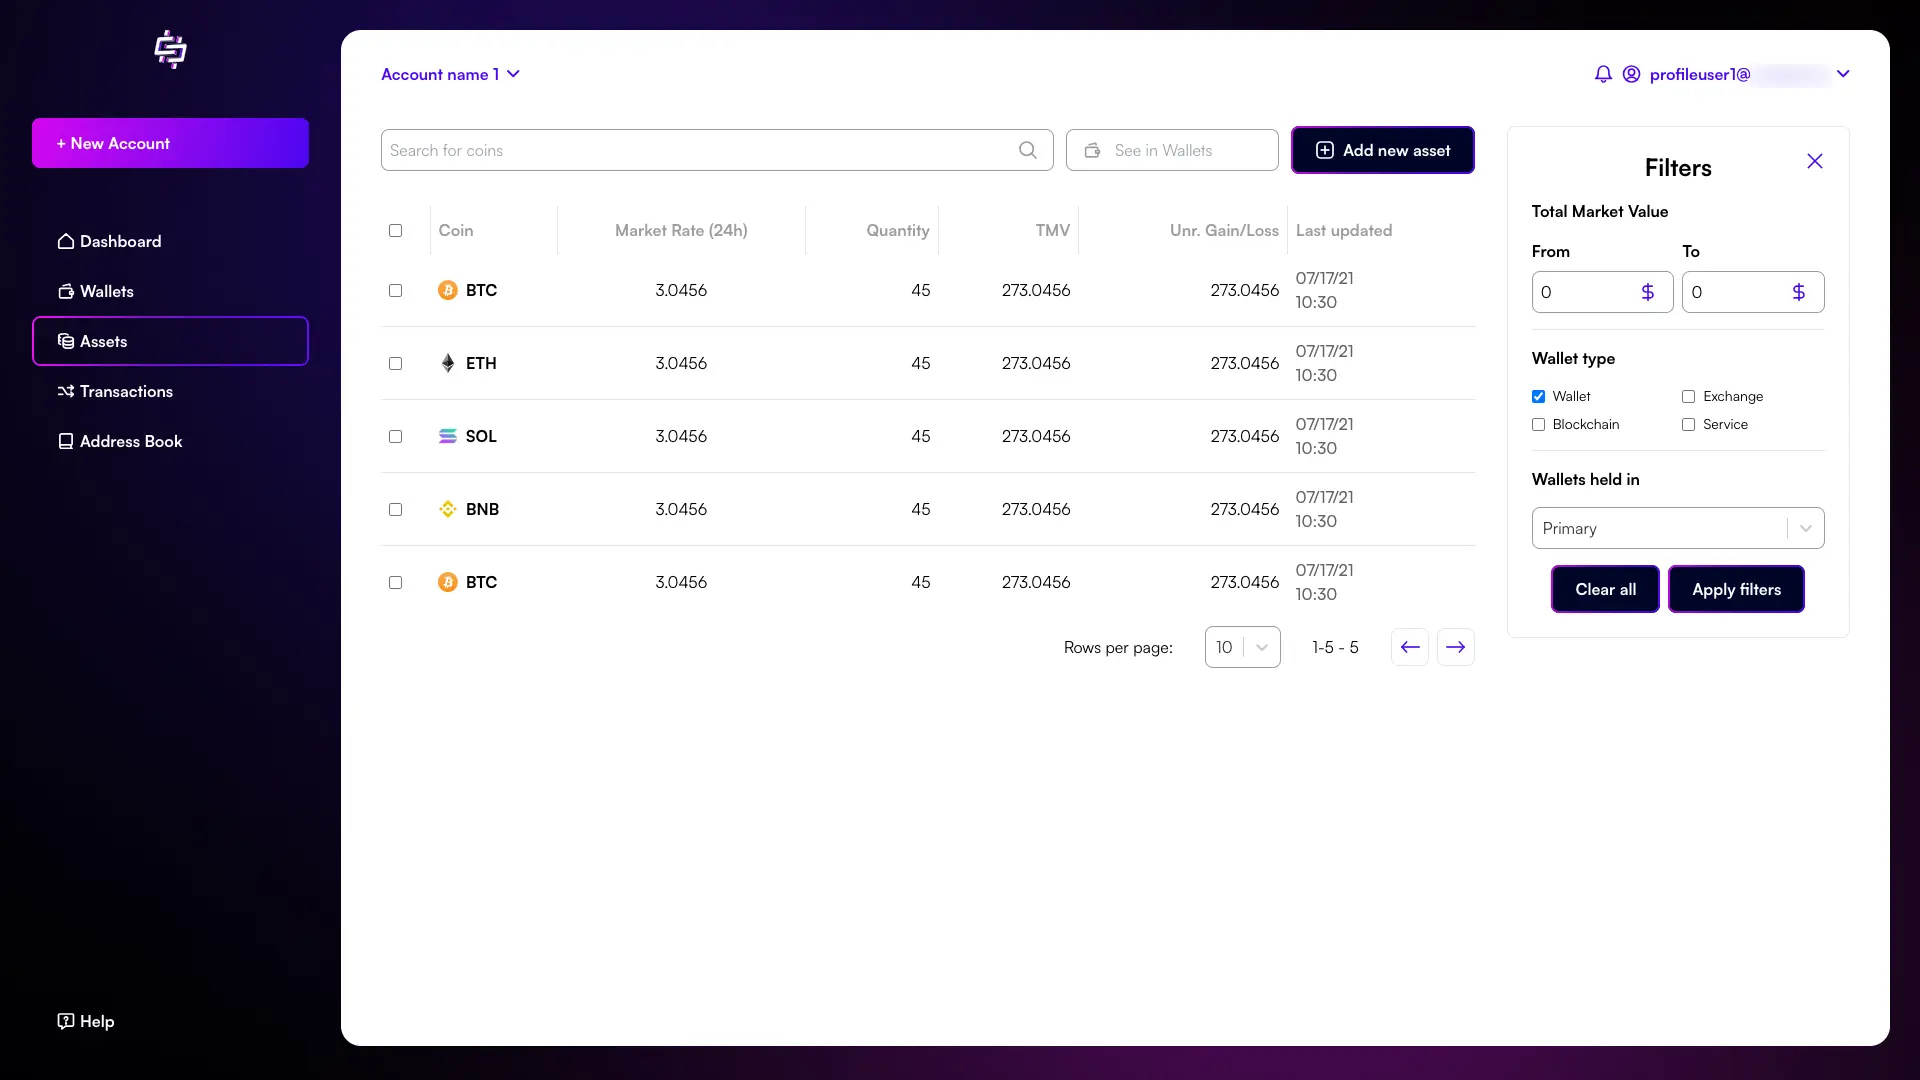 Account name 1
profileuser1@
+ New Account
Dashboard
Wallets
Assets
Transactions
Address Book
Help
Search for coins
See in Wallets
Add new asset
Coin Market Rate (24h) Quantity TMV Unr. Gain/Loss Last updated
BTC 3.0456 45 273.0456 273.0456 07/17/21
10:30
ETH 3.0456 45 273.0456 273.0456 07/17/21
10:30
SOL 3.0456 45 273.0456 273.0456 07/17/21
10:30
BNB 3.0456 45 273.0456 273.0456 07/17/21
10:30
BTC 3.0456 45 273.0456 273.0456 07/17/21
10:30
Rows per page: 10 1-5 - 5
Filters
Total Market Value
From To
0 $ 0 $
Wallet type
Wallet Exchange
Blockchain Service
Wallets held in
Primary
Clear all Apply filters